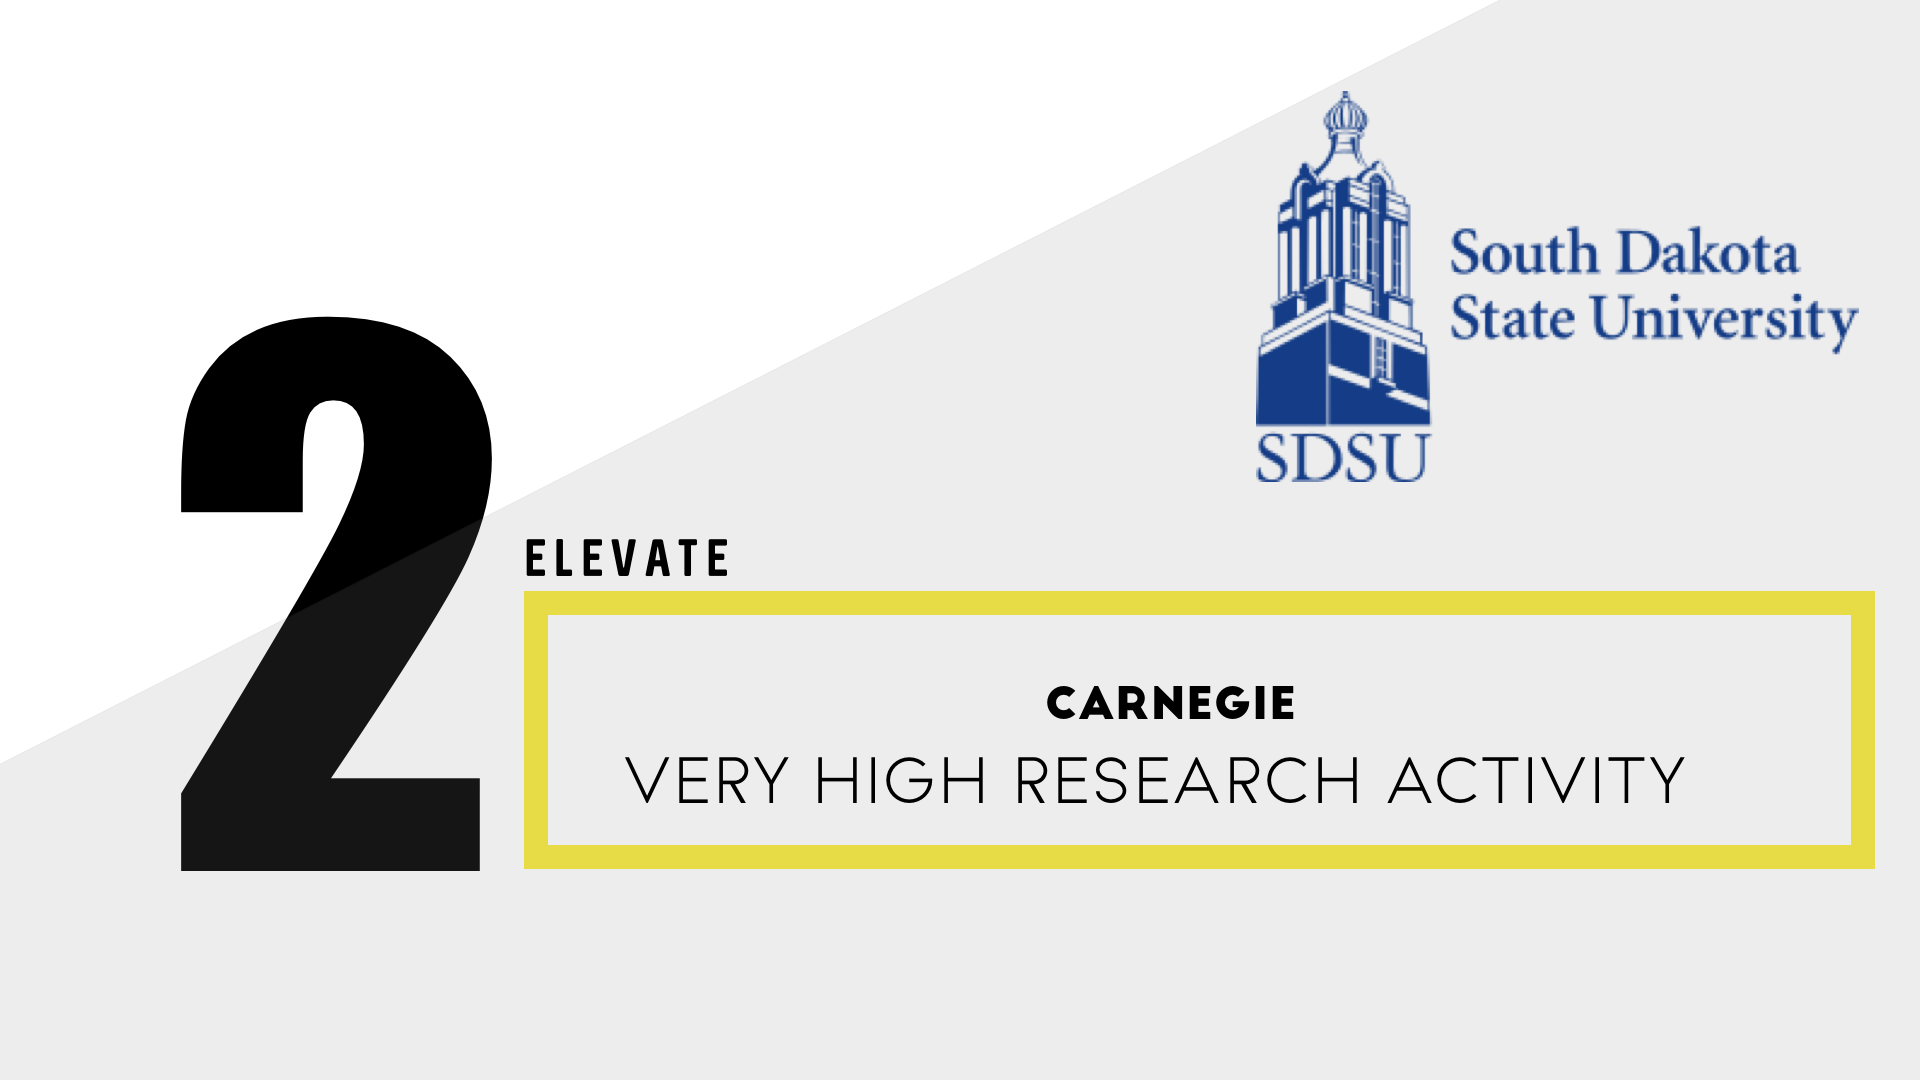 South Dakota
State University
SDSU
2
ELEVATE
CARNEGIE
VERY HIGH RESEARCH ACTIVITY